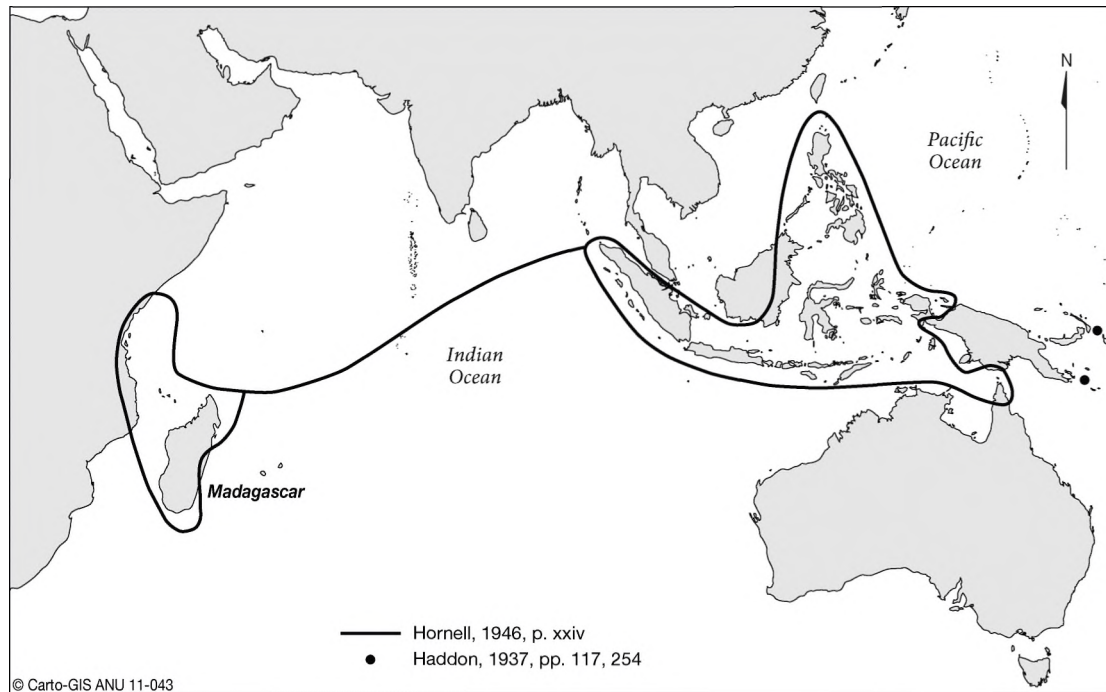 N
Pacific
Ocean
Indian
Ocean
Madagascar
Hornell, 1946, p. xxiv
Haddon, 1937, pp. 117, 254
© Carto-GIS ANU 11-043